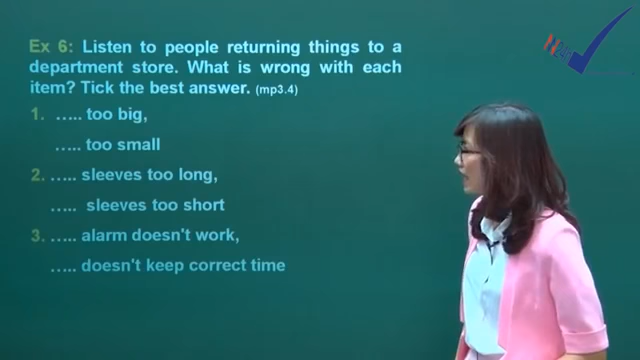 Ex 6: Listen to people returning things to a
department store. What is wrong with each
item? Tick the best answer. (mp3.4)
1. ..... too big,
..... too small
2. ..... sleeves too long,
..... sleeves too short
3. ..... alarm doesn't work,
..... doesn't keep correct time